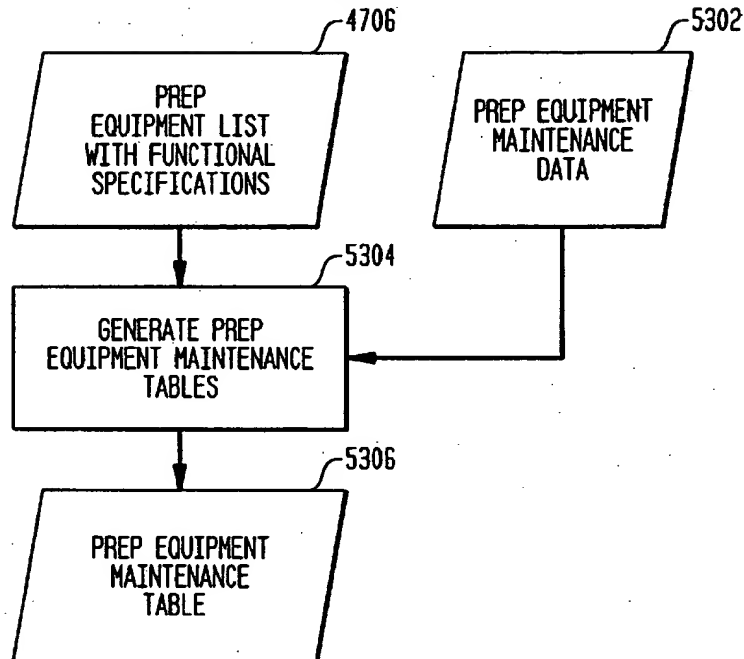 4706
PREP
EQUIPMENT LIST
WITH FUNCTIONAL
SPECIFICATIONS
5302
PREP EQUIPMENT
MAINTENANCE
DATA
5304
GENERATE PREP
EQUIPMENT MAINTENANCE
TABLES
5306
PREP EQUIPMENT
MAINTENANCE
TABLE